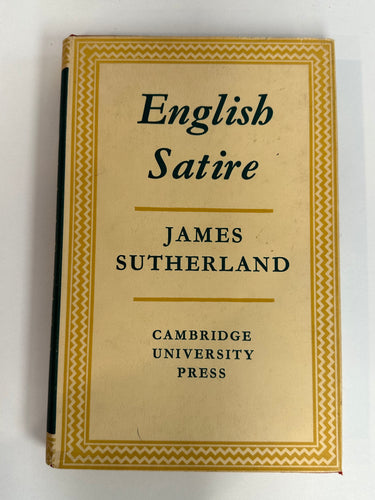 English
Satire
JAMES
SUTHERLAND
CAMBRIDGE
UNIVERSITY
PRESS